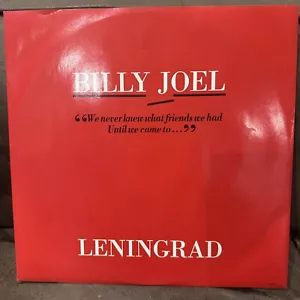 BILLY JOEL
“We never knew what friends we had
Until we came to...”
LENINGRAD